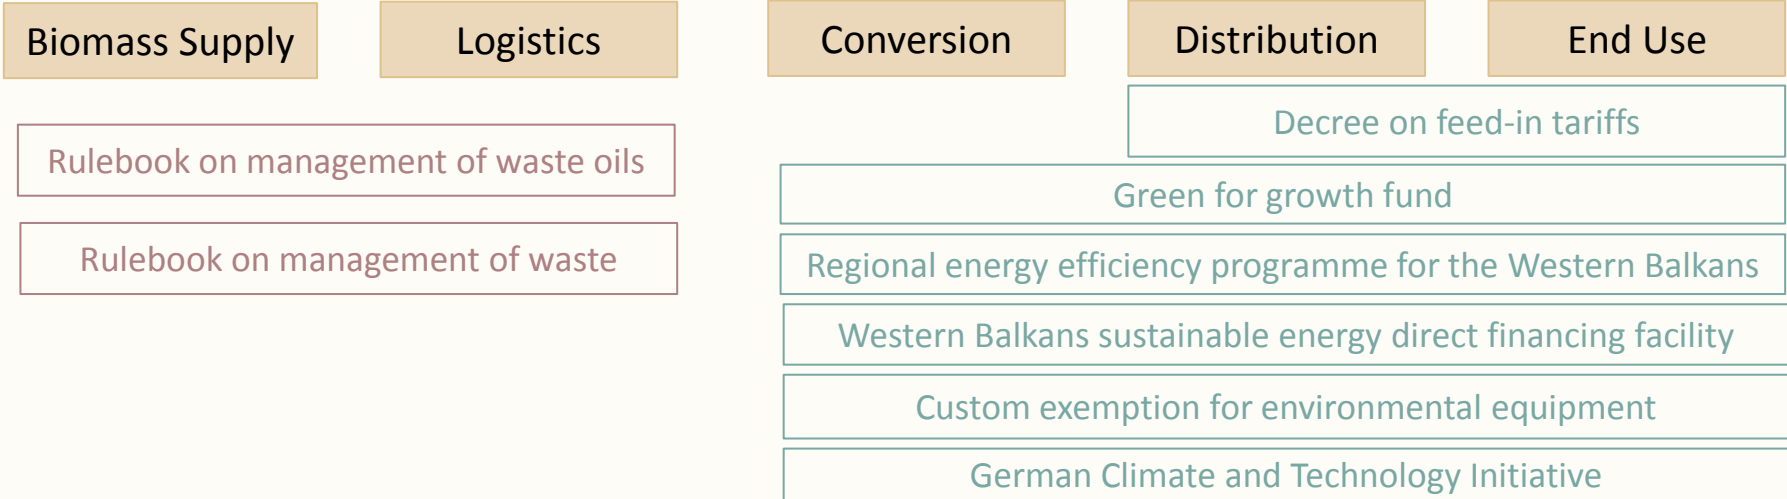 Biomass Supply
Logistics
Conversion
Distribution
End Use
Decree on feed-in tariffs
Rulebook on management of waste oils
Green for growth fund
Rulebook on management of waste
Regional energy efficiency programme for the Western Balkans
Western Balkans sustainable energy direct financing facility
Custom exemption for environmental equipment
German Climate and Technology Initiative